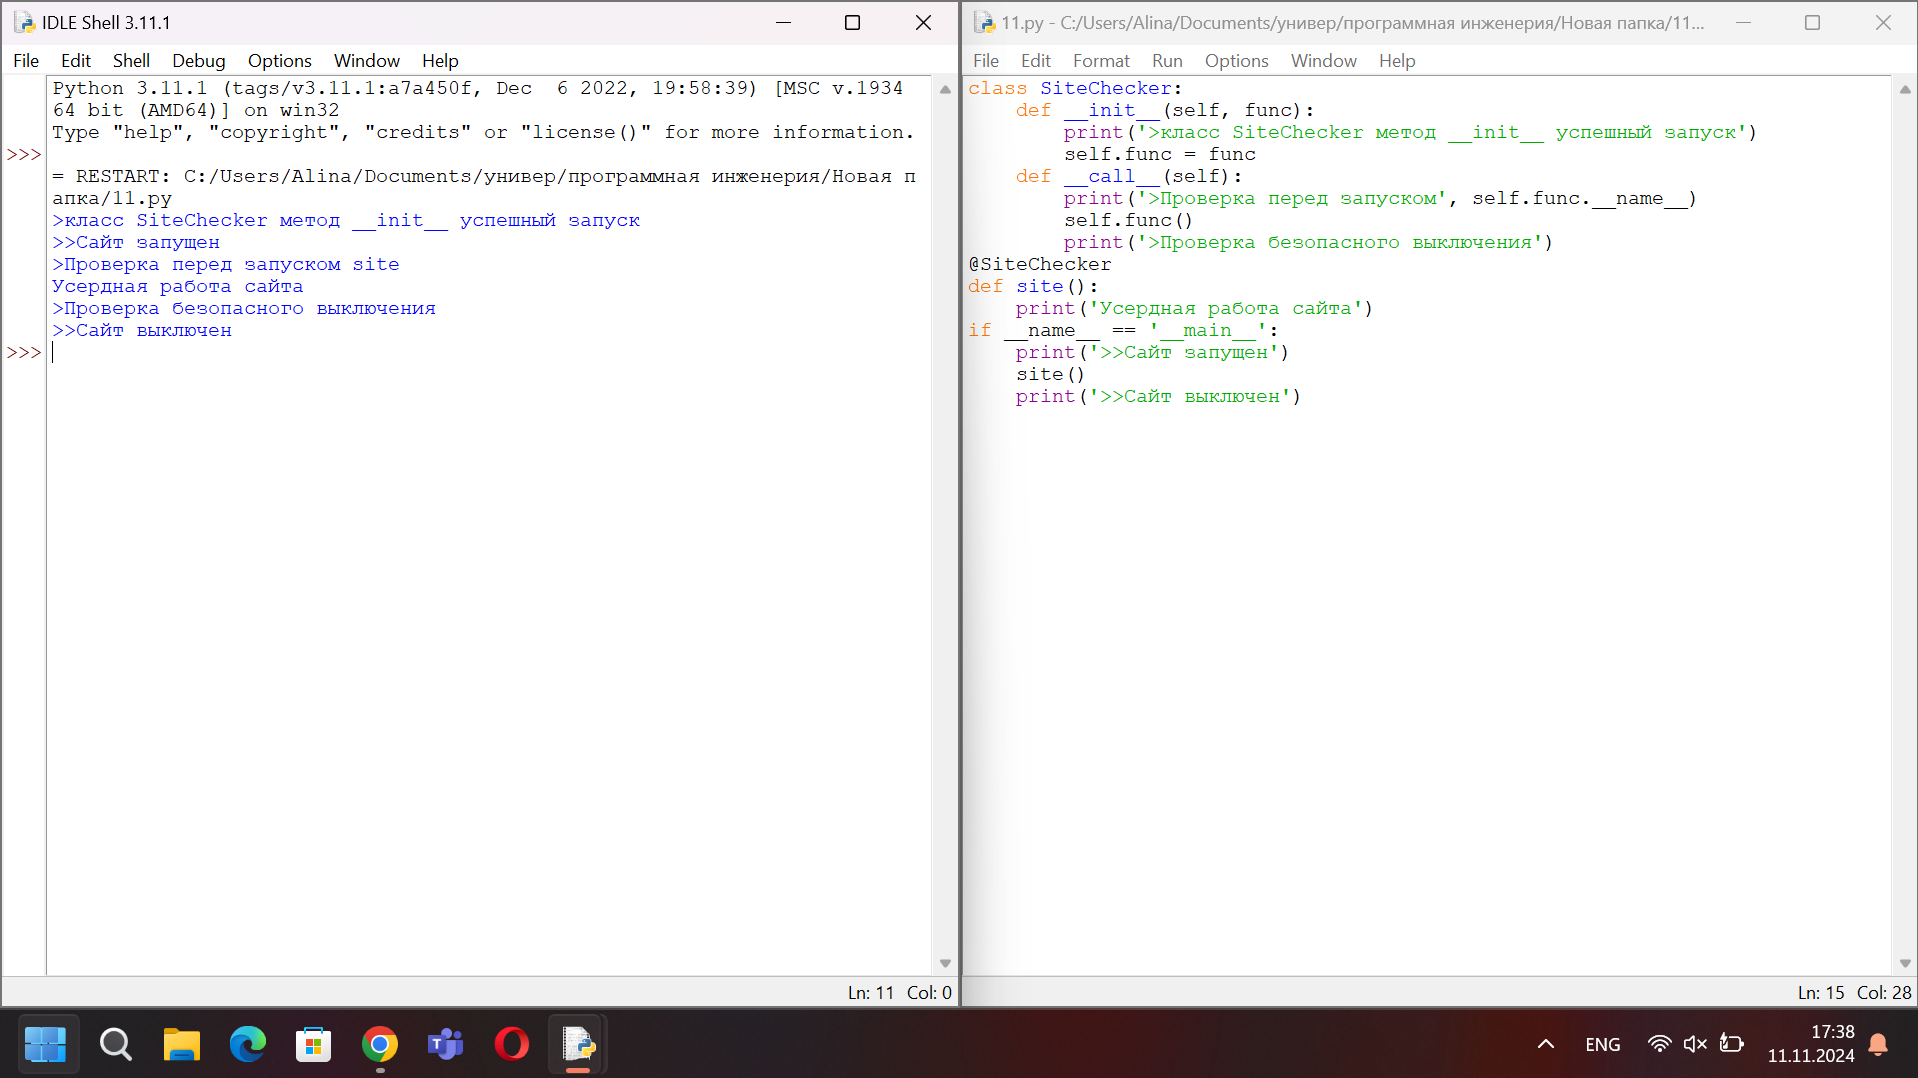 IDLE Shell 3.11.1
File Edit Shell Debug Options Window Help
Python 3.11.1 (tags/v3.11.1:a7a450f, Dec  6 2022, 19:58:39) [MSC v.1934
64 bit (AMD64)] on win32
Type "help", "copyright", "credits" or "license()" for more information.
>>>
= RESTART: C:/Users/Alina/Documents/универ/программная инженерия/Новая п
апка/11.py
>класс SiteChecker метод __init__ успешный запуск
>>Сайт запущен
>Проверка перед запуском site
Усердная работа сайта
>Проверка безопасного выключения
>>Сайт выключен
>>>
Ln: 11 Col: 0
11.py - C:/Users/Alina/Documents/универ/программная инженерия/Новая папка/11...
File Edit Format Run Options Window Help
class SiteChecker:
    def __init__(self, func):
        print('>класс SiteChecker метод __init__ успешный запуск')
        self.func = func
    def __call__(self):
        print('>Проверка перед запуском', self.func.__name__)
        self.func()
        print('>Проверка безопасного выключения')
@SiteChecker
def site():
    print('Усердная работа сайта')
if __name__ == '__main__':
    print('>>Сайт запущен')
    site()
    print('>>Сайт выключен')
Ln: 15 Col: 28
ENG
17:38
11.11.2024